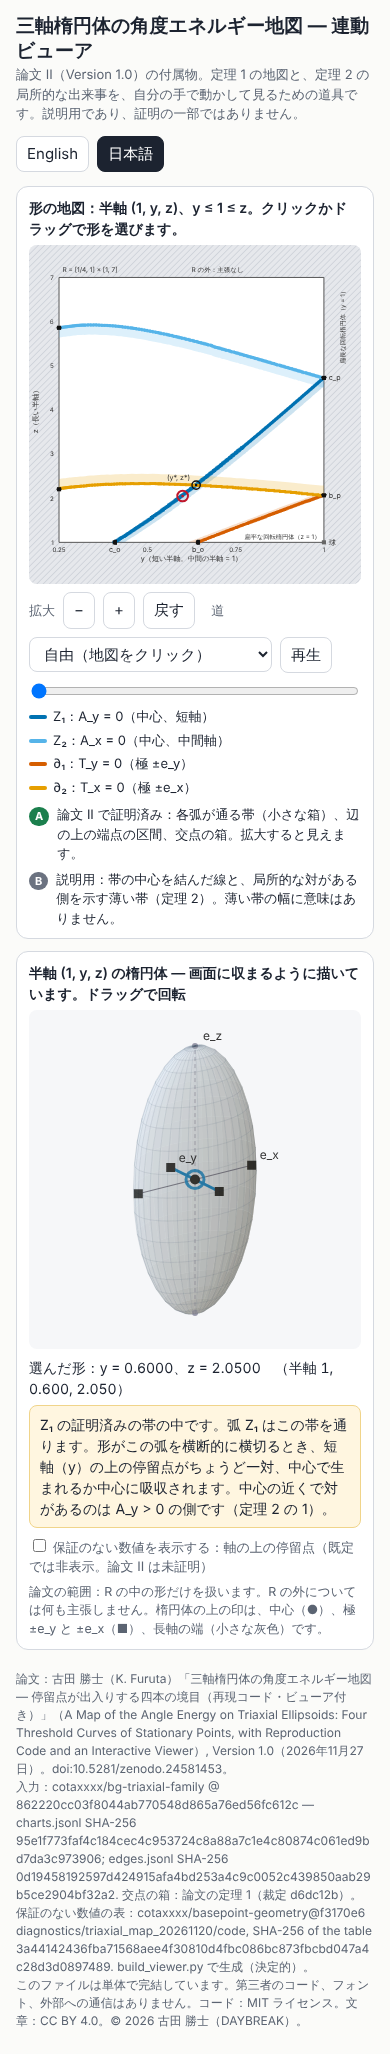 三軸楕円体の角度エネルギー地図 — 連動
ビューア
論文 II（Version 1.0）の付属物。定理 1 の地図と、定理 2 の
局所的な出来事を、自分の手で動かして見るための道具で
す。説明用であり、証明の一部ではありません。
English 日本語
形の地図：半軸 (1, y, z)、y ≤ 1 ≤ z。クリックかド
ラッグで形を選びます。
R = [1/4, 1] × (1, 7] R の外：主張なし
7
6
5
4
3
2
1
z（長い半軸）
扁長な回転楕円体（y = 1）
c_p
b_p
(y*, z*)
扁平な回転楕円体（z = 1） 球
0.25 c_o 0.5 b_o 0.75 1
y（短い半軸、中間の半軸 = 1）
拡大 − + 戻す 道
自由（地図をクリック） 再生
Z₁：A_y = 0（中心、短軸）
Z₂：A_x = 0（中心、中間軸）
∂₁：T_y = 0（極 ±e_y）
∂₂：T_x = 0（極 ±e_x）
A 論文 II で証明済み：各弧が通る帯（小さな箱）、辺
の上の端点の区間、交点の箱。拡大すると見えま
す。
B 説明用：帯の中心を結んだ線と、局所的な対がある
側を示す薄い帯（定理 2）。薄い帯の幅に意味はあ
りません。
半軸 (1, y, z) の楕円体 — 画面に収まるように描いて
います。ドラッグで回転
e_z
e_y
e_x
選んだ形：y = 0.6000、z = 2.0500 （半軸 1,
0.600, 2.050）
Z₁ の証明済みの帯の中です。弧 Z₁ はこの帯を通
ります。形がこの弧を横断的に横切るとき、短
軸（y）の上の停留点がちょうど一対、中心で生
まれるか中心に吸収されます。中心の近くで対
があるのは A_y > 0 の側です（定理 2 の 1）。
保証のない数値を表示する：軸の上の停留点（既定
では非表示。論文 II は未証明）
論文の範囲：R の中の形だけを扱います。R の外について
は何も主張しません。楕円体の上の印は、中心（●）、極
±e_y と ±e_x（■）、長軸の端（小さな灰色）です。
論文：古田 勝士（K. Furuta）「三軸楕円体の角度エネルギー地図
— 停留点が出入りする四本の境目（再現コード・ビューア付
き）」（A Map of the Angle Energy on Triaxial Ellipsoids: Four
Threshold Curves of Stationary Points, with Reproduction
Code and an Interactive Viewer）, Version 1.0（2026年11月27
日）。doi:10.5281/zenodo.24581453。
入力：cotaxxxx/bg-triaxial-family @
862220cc03f8044ab770548d865a76ed56fc612c —
charts.jsonl SHA-256
95e1f773faf4c184cec4c953724c8a88a7c1e4c80874c061ed9b
d7da3c973906; edges.jsonl SHA-256
0d19458192597d424915afa4bd253a4c9c0052c439850aab29
b5ce2904bf32a2. 交点の箱：論文の定理 1（裁定 d6dc12b）。
保証のない数値の表：cotaxxxx/basepoint-geometry@f3170e6
diagnostics/triaxial_map_20261120/code, SHA-256 of the table
3a44142436fba71568aee4f30810d4fbc086bc873fbcbd047a4
c28d3d0897489. build_viewer.py で生成（決定的）。
このファイルは単体で完結しています。第三者のコード、フォン
ト、外部への通信はありません。コード：MIT ライセンス。文
章：CC BY 4.0。© 2026 古田 勝士（DAYBREAK）。